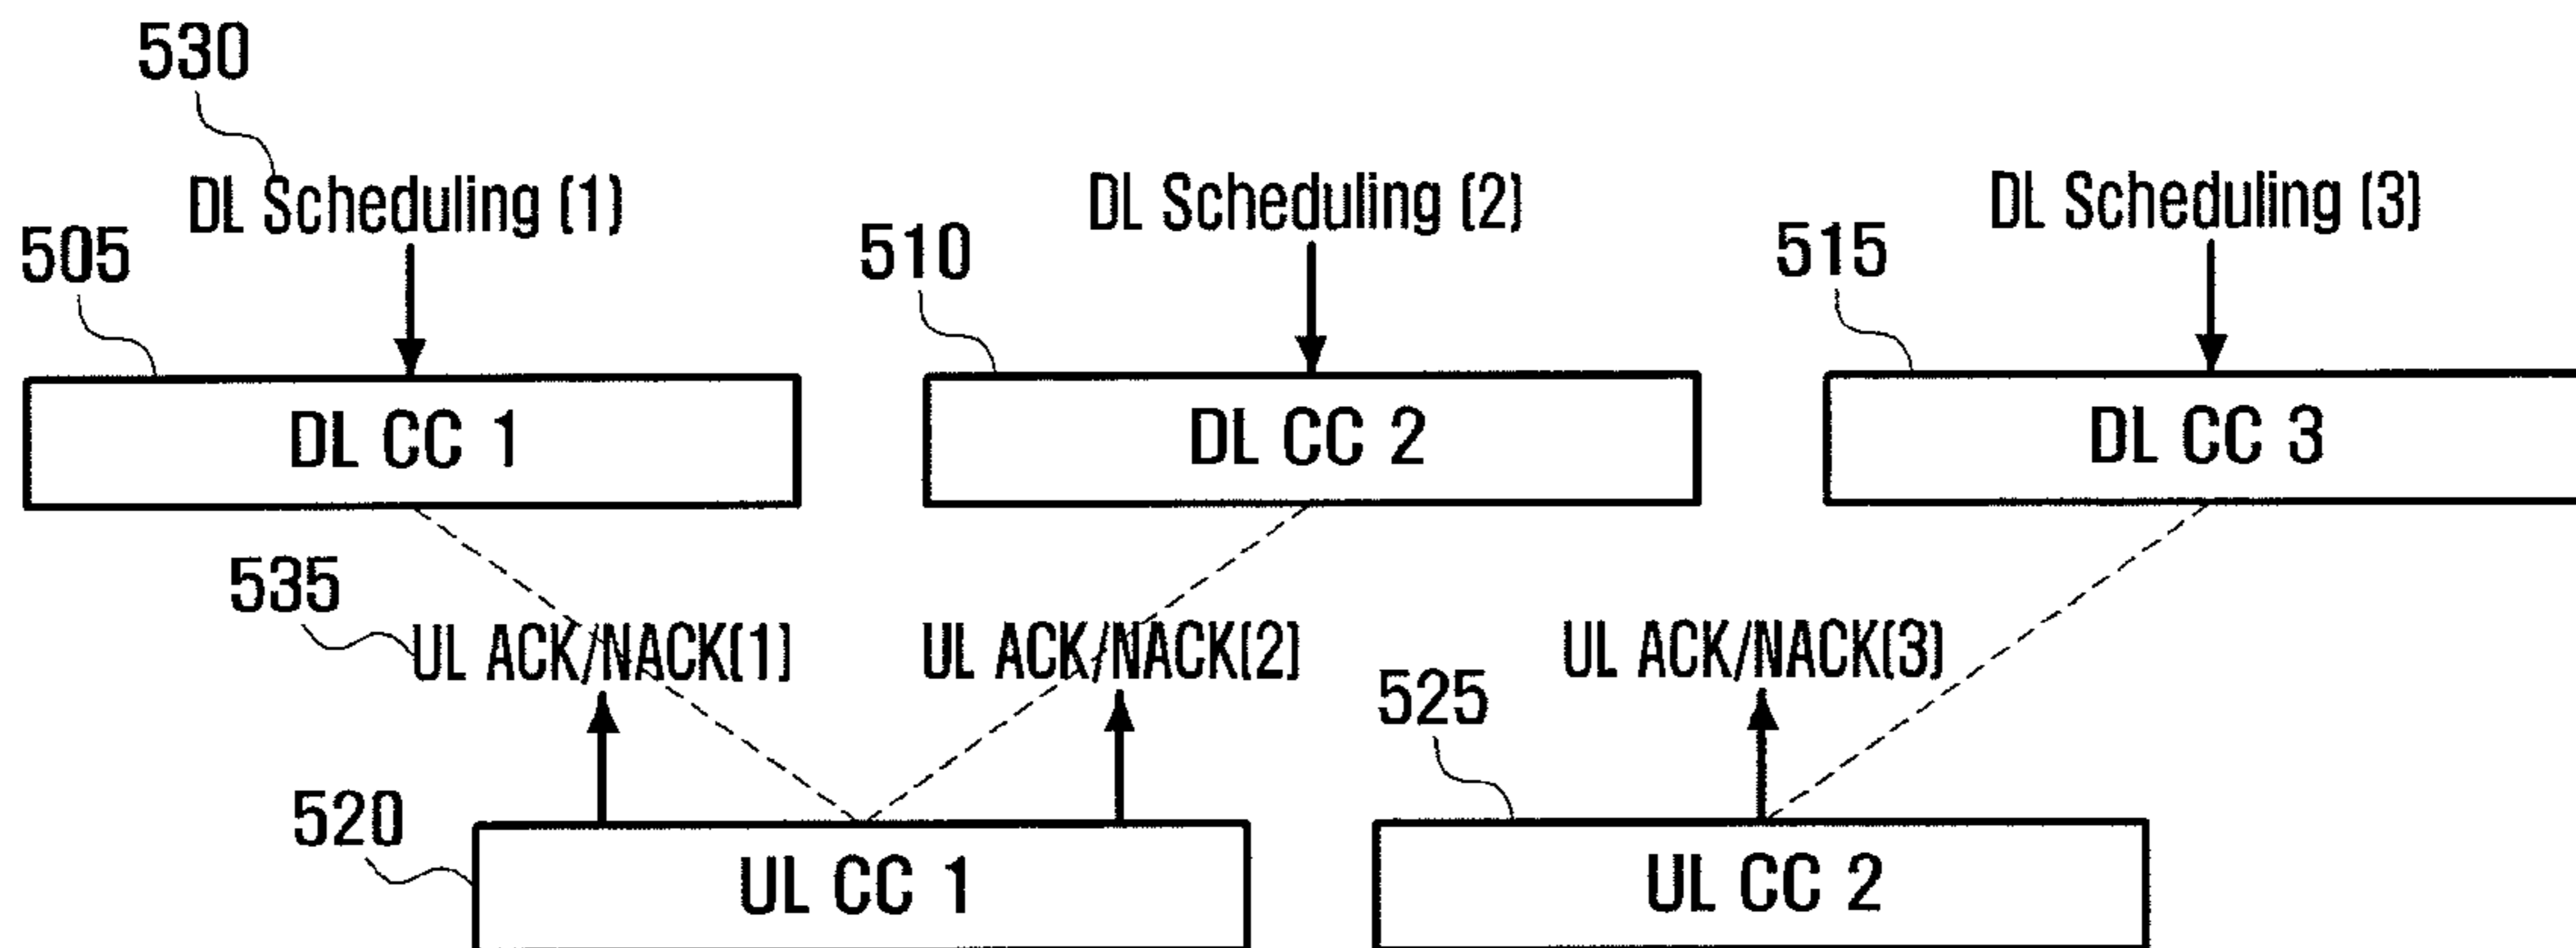 530
DL Scheduling (1)
DL Scheduling (2)
DL Scheduling (3)
505
510
515
DL CC 1
DL CC 2
DL CC 3
535
UL ACK/NACK(1)
UL ACK/NACK(2)
UL ACK/NACK(3)
520
525
UL CC 1
UL CC 2